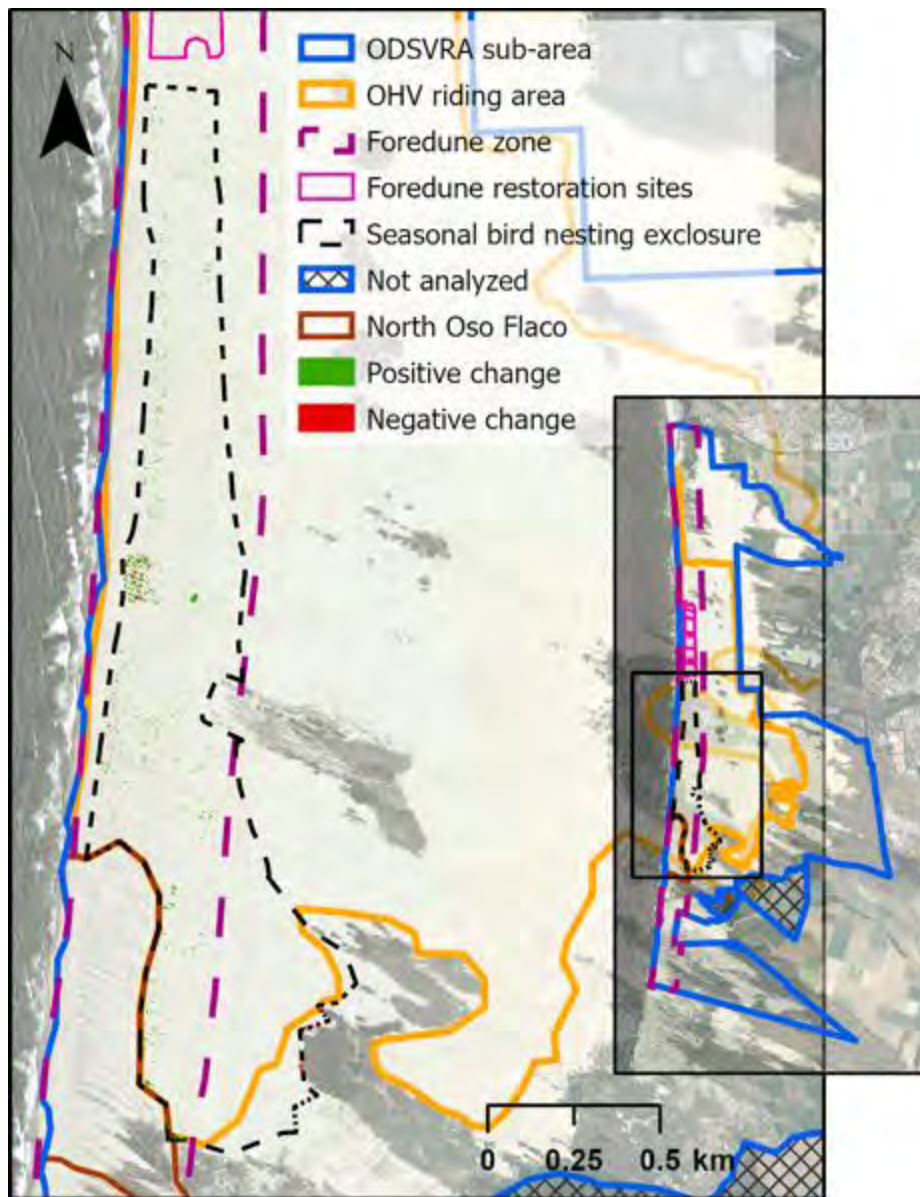 N
ODSVRA sub-area
OHV riding area
Foredune zone
Foredune restoration sites
Seasonal bird nesting exclosure
Not analyzed
North Oso Flaco
Positive change
Negative change
0 0.25 0.5 km